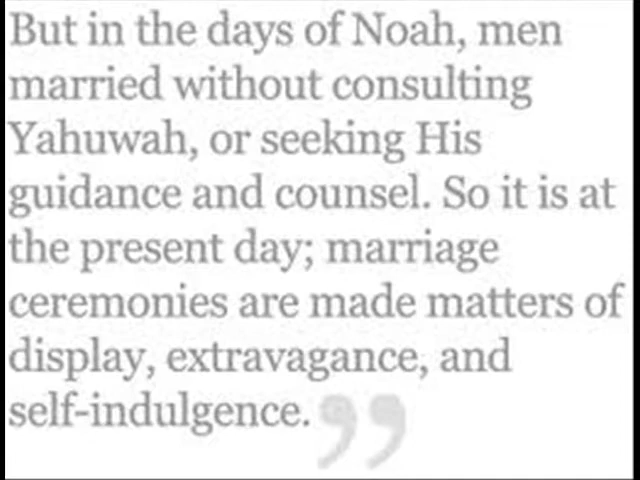 But in the days of Noah, men
married without consulting
Yahuwah, or seeking His
guidance and counsel. So it is at
the present day; marriage
ceremonies are made matters of
display, extravagance, and
self-indulgence. ”